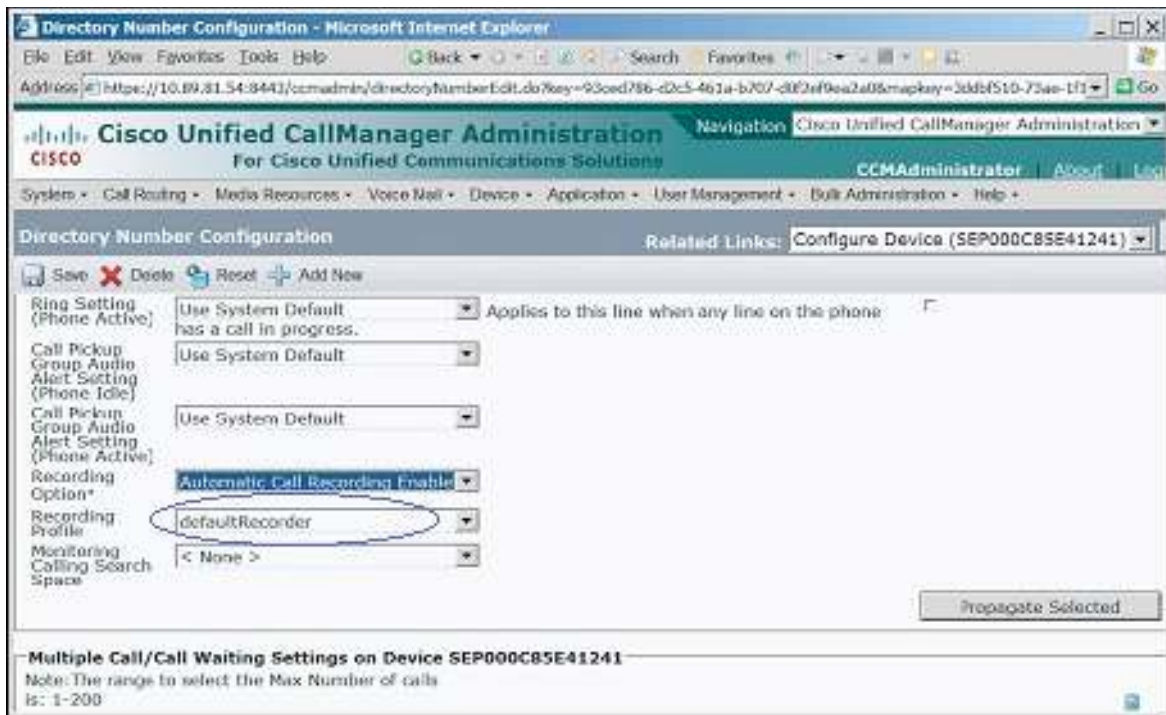 Directory Number Configuration - Microsoft Internet Explorer
File Edit View Favorites Tools Help Back Search Favorites
Address https://10.89.81.54:8443/ccmadmin/directoryNumberEdit.do?key= Go
CISCO Cisco Unified CallManager Administration
For Cisco Unified Communications Solutions
Navigation Cisco Unified CallManager Administration
CCMAdministrator About Log
System Call Routing Media Resources Voice Mail Device Application User Management Bulk Administration Help
Directory Number Configuration
Related Links: Configure Device (SEP000C85E41241)
Save Delete Reset Add New
Ring Setting (Phone Active) Use System Default Applies to this line when any line on the phone
has a call in progress.
Call Pickup Group Audio Alert Setting (Phone Idle) Use System Default
Call Pickup Group Audio Alert Setting (Phone Active) Use System Default
Recording Option* Automatic Call Recording Enable
Recording Profile defaultRecorder
Monitoring Calling Search Space < None >
Propagate Selected
Multiple Call/Call Waiting Settings on Device SEP000C85E41241
Note:The range to select the Max Number of calls
is: 1-200